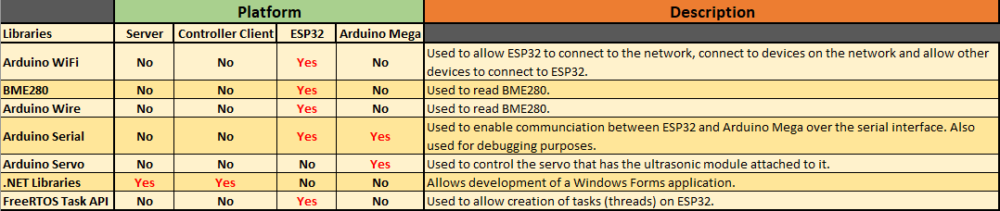 Platform Description
Libraries Server Controller Client ESP32 Arduino Mega
Arduino WiFi No No Yes No Used to allow ESP32 to connect to the network, connect to devices on the network and allow other
devices to connect to ESP32.
BME280 No No Yes No Used to read BME280.
Arduino Wire No No Yes No Used to read BME280.
Arduino Serial No No Yes Yes Used to enable communciation between ESP32 and Arduino Mega over the serial interface. Also
used for debugging purposes.
Arduino Servo No No No Yes Used to control the servo that has the ultrasonic module attached to it.
.NET Libraries Yes Yes No No Allows development of a Windows Forms application.
FreeRTOS Task API No No Yes No Used to allow creation of tasks (threads) on ESP32.